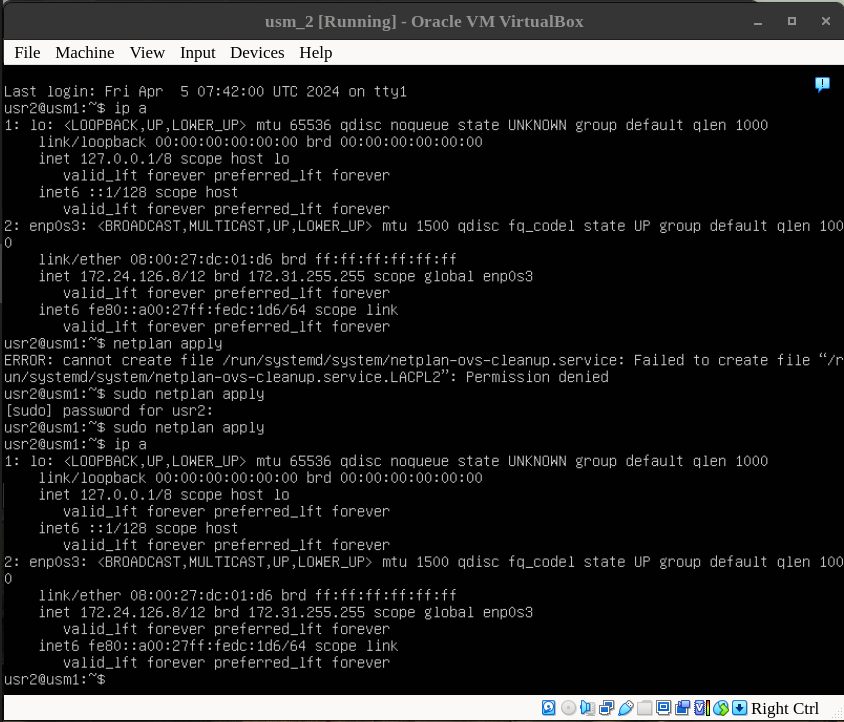 usm_2 [Running] - Oracle VM VirtualBox
File Machine View Input Devices Help
Last login: Fri Apr  5 07:42:00 UTC 2024 on tty1
usr2@usm1:~$ ip a
1: lo: <LOOPBACK,UP,LOWER_UP> mtu 65536 qdisc noqueue state UNKNOWN group default qlen 1000
    link/loopback 00:00:00:00:00:00 brd 00:00:00:00:00:00
    inet 127.0.0.1/8 scope host lo
       valid_lft forever preferred_lft forever
    inet6 ::1/128 scope host
       valid_lft forever preferred_lft forever
2: enp0s3: <BROADCAST,MULTICAST,UP,LOWER_UP> mtu 1500 qdisc fq_codel state UP group default qlen 100
0
    link/ether 08:00:27:dc:01:d6 brd ff:ff:ff:ff:ff:ff
    inet 172.24.126.8/12 brd 172.31.255.255 scope global enp0s3
       valid_lft forever preferred_lft forever
    inet6 fe80::a00:27ff:fedc:1d6/64 scope link
       valid_lft forever preferred_lft forever
usr2@usm1:~$ netplan apply
ERROR: cannot create file /run/systemd/system/netplan-ovs-cleanup.service: Failed to create file “/r
un/systemd/system/netplan-ovs-cleanup.service.LACPL2”: Permission denied
usr2@usm1:~$ sudo netplan apply
[sudo] password for usr2:
usr2@usm1:~$ sudo netplan apply
usr2@usm1:~$ ip a
1: lo: <LOOPBACK,UP,LOWER_UP> mtu 65536 qdisc noqueue state UNKNOWN group default qlen 1000
    link/loopback 00:00:00:00:00:00 brd 00:00:00:00:00:00
    inet 127.0.0.1/8 scope host lo
       valid_lft forever preferred_lft forever
    inet6 ::1/128 scope host
       valid_lft forever preferred_lft forever
2: enp0s3: <BROADCAST,MULTICAST,UP,LOWER_UP> mtu 1500 qdisc fq_codel state UP group default qlen 100
0
    link/ether 08:00:27:dc:01:d6 brd ff:ff:ff:ff:ff:ff
    inet 172.24.126.8/12 brd 172.31.255.255 scope global enp0s3
       valid_lft forever preferred_lft forever
    inet6 fe80::a00:27ff:fedc:1d6/64 scope link
       valid_lft forever preferred_lft forever
usr2@usm1:~$
Right Ctrl